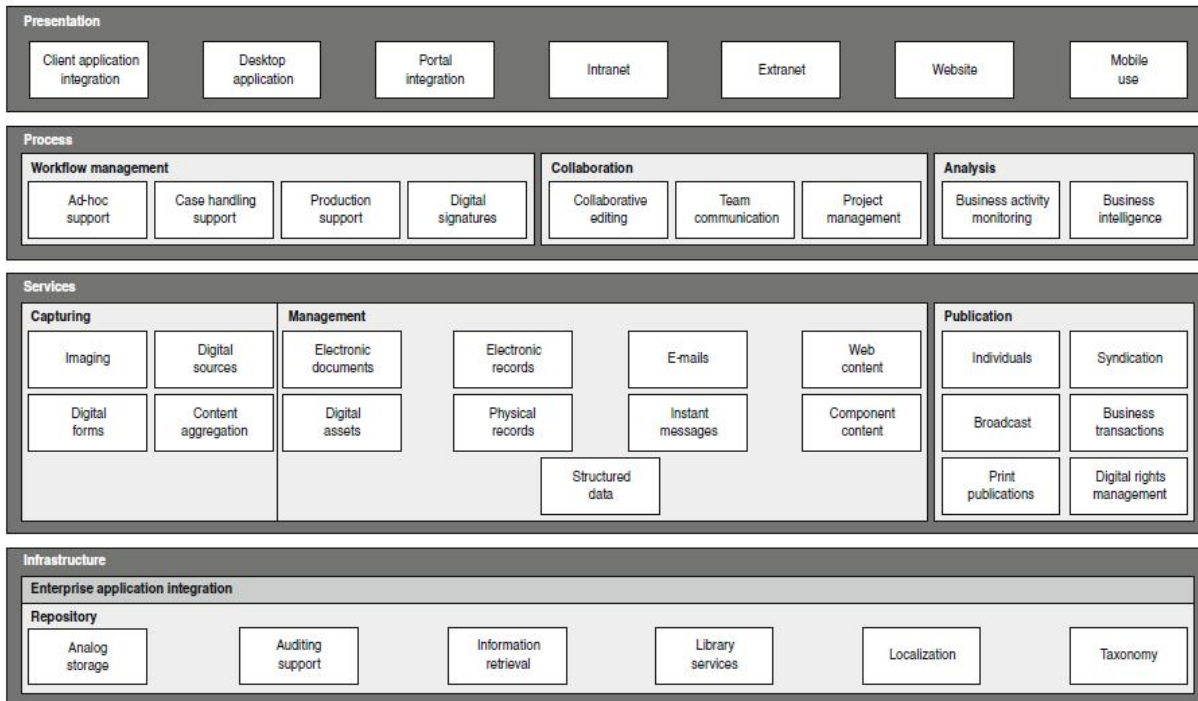 Presentation
Client application
integration
Desktop
application
Portal
integration
Intranet
Extranet
Website
Mobile
use
Process
Workflow management
Ad-hoc
support
Case handling
support
Production
support
Digital
signatures
Collaboration
Collaborative
editing
Team
communication
Project
management
Analysis
Business activity
monitoring
Business
intelligence
Services
Capturing
Imaging
Digital
sources
Digital
forms
Content
aggregation
Management
Electronic
documents
Electronic
records
E-mails
Web
content
Digital
assets
Physical
records
Instant
messages
Component
content
Structured
data
Publication
Individuals
Syndication
Broadcast
Business
transactions
Print
publications
Digital rights
management
Infrastructure
Enterprise application integration
Repository
Analog
storage
Auditing
support
Information
retrieval
Library
services
Localization
Taxonomy